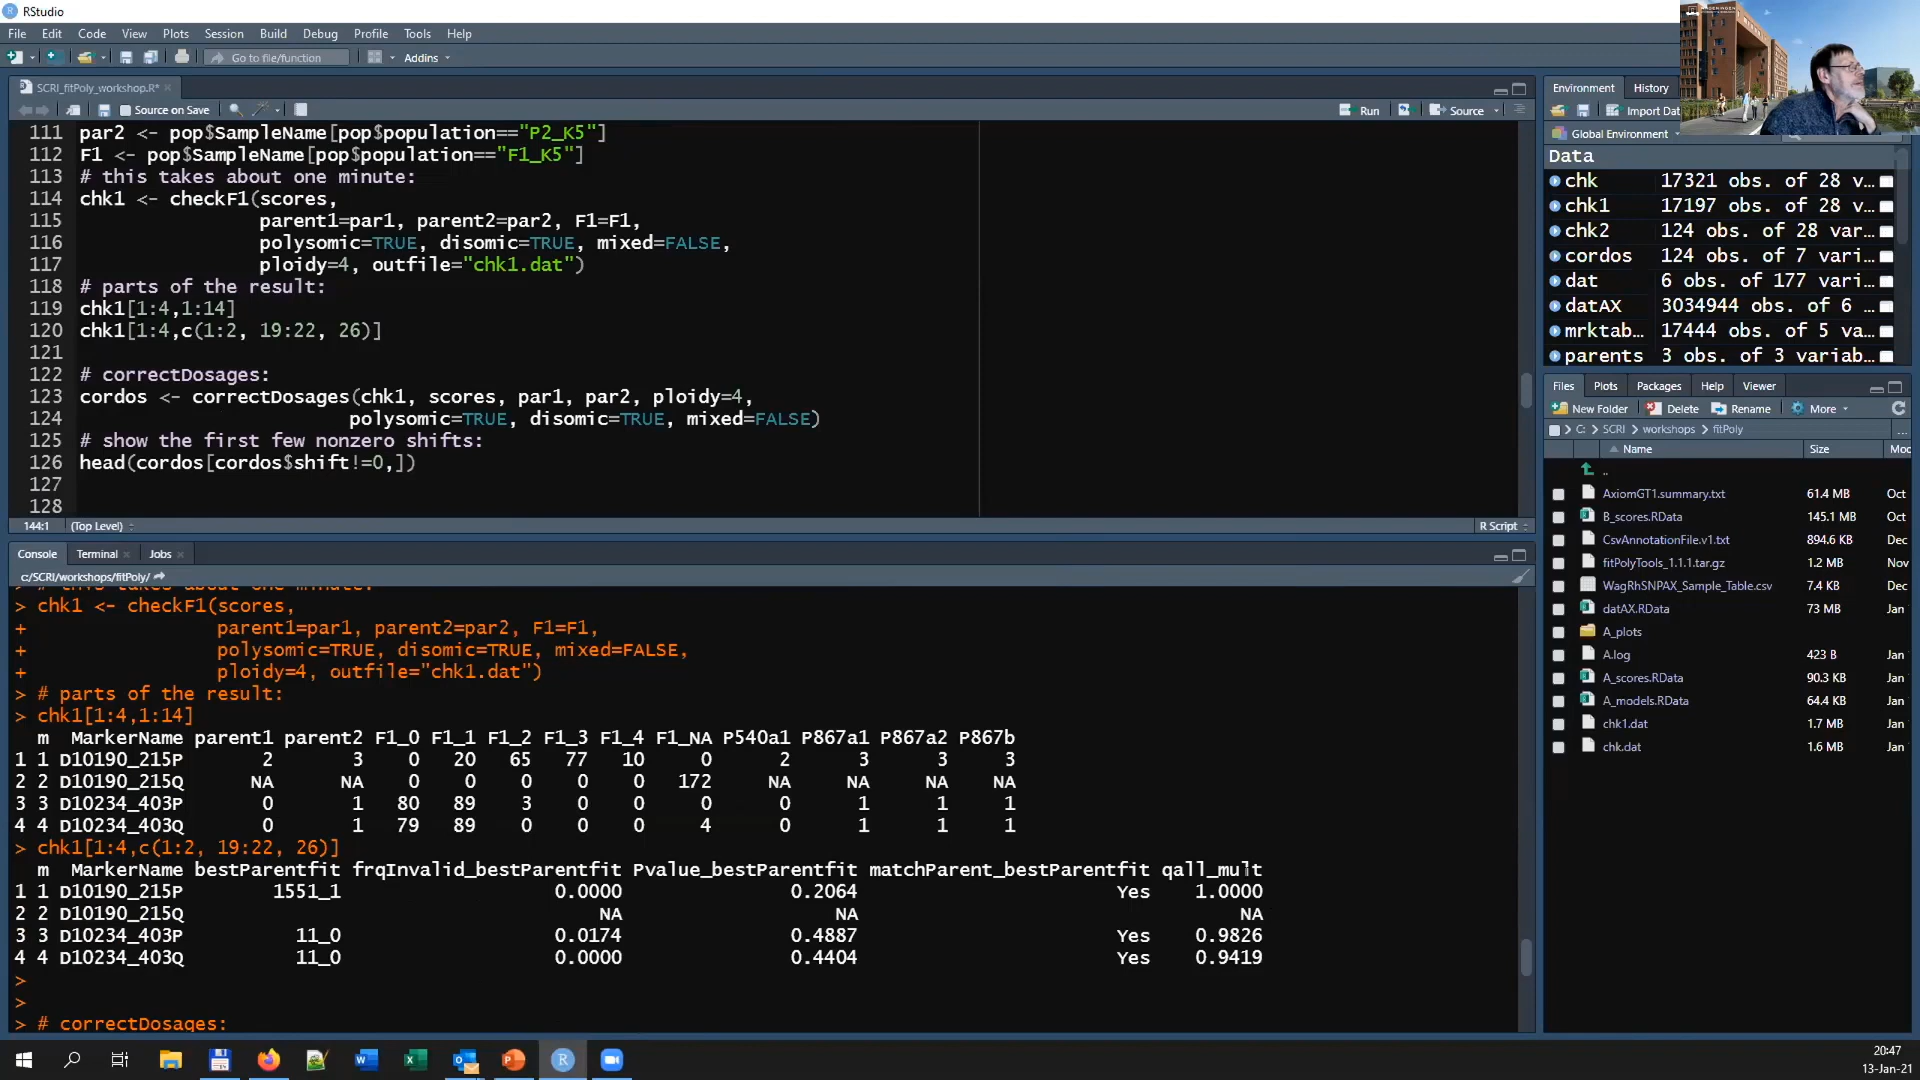 RStudio
File Edit Code View Plots Session Build Debug Profile Tools Help
Go to file/function Addins
SCRI_fitPoly_workshop.R*
Source on Save Run Source
111 par2 <- pop$SampleName[pop$population=="P2_K5"]
112 F1 <- pop$SampleName[pop$population=="F1_K5"]
113 # this takes about one minute:
114 chk1 <- checkF1(scores,
115 parent1=par1, parent2=par2, F1=F1,
116 polysomic=TRUE, disomic=TRUE, mixed=FALSE,
117 ploidy=4, outfile="chk1.dat")
118 # parts of the result:
119 chk1[1:4,1:14]
120 chk1[1:4,c(1:2, 19:22, 26)]
121
122 # correctDosages:
123 cordos <- correctDosages(chk1, scores, par1, par2, ploidy=4,
124 polysomic=TRUE, disomic=TRUE, mixed=FALSE)
125 # show the first few nonzero shifts:
126 head(cordos[cordos$shift!=0,])
127
128
144:1 (Top Level) R Script
Console Terminal Jobs
c:/SCRI/workshops/fitPoly/
> # this takes about one minute:
> chk1 <- checkF1(scores,
+ parent1=par1, parent2=par2, F1=F1,
+ polysomic=TRUE, disomic=TRUE, mixed=FALSE,
+ ploidy=4, outfile="chk1.dat")
> # parts of the result:
> chk1[1:4,1:14]
m MarkerName parent1 parent2 F1_0 F1_1 F1_2 F1_3 F1_4 F1_NA P540a1 P867a1 P867a2 P867b
1 1 D10190_215P 2 3 0 20 65 77 10 0 2 3 3 3
2 2 D10190_215Q NA NA 0 0 0 0 0 172 NA NA NA NA
3 3 D10234_403P 0 1 80 89 3 0 0 0 0 1 1 1
4 4 D10234_403Q 0 1 79 89 0 0 0 4 0 1 1 1
> chk1[1:4,c(1:2, 19:22, 26)]
m MarkerName bestParentfit frqInvalid_bestParentfit Pvalue_bestParentfit matchParent_bestParentfit qall_mult
1 1 D10190_215P 1551_1 0.0000 0.2064 Yes 1.0000
2 2 D10190_215Q NA NA NA
3 3 D10234_403P 11_0 0.0174 0.4887 Yes 0.9826
4 4 D10234_403Q 11_0 0.0000 0.4404 Yes 0.9419
>
>
> # correctDosages:
Environment History
Import Dat
Global Environment
Data
chk 17321 obs. of 28 v…
chk1 17197 obs. of 28 v…
chk2 124 obs. of 28 var…
cordos 124 obs. of 7 vari…
dat 6 obs. of 177 vari…
datAX 3034944 obs. of 6 …
mrktab… 17444 obs. of 5 va…
parents 3 obs. of 3 variab…
Files Plots Packages Help Viewer
New Folder Delete Rename More
C: > SCRI > workshops > fitPoly ...
Name Size Moc
..
AxiomGT1.summary.txt 61.4 MB Oct
B_scores.RData 145.1 MB Oct
CsvAnnotationFile.v1.txt 894.6 KB Dec
fitPolyTools_1.1.1.tar.gz 1.2 MB Nov
WagRhSNPAX_Sample_Table.csv 7.4 KB Dec
datAX.RData 73 MB Jan
A_plots
A.log 423 B Jan
A_scores.RData 90.3 KB Jan
A_models.RData 64.4 KB Jan
chk1.dat 1.7 MB Jan
chk.dat 1.6 MB Jan
20:47
13-Jan-21